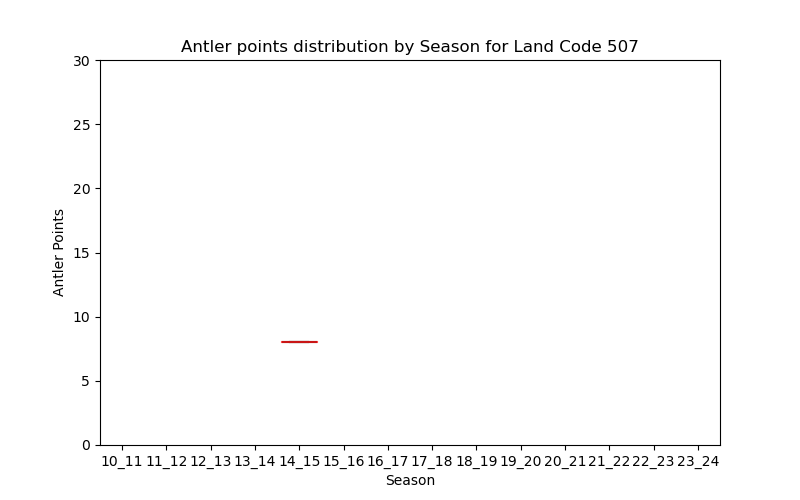 Antler points distribution by Season for Land Code 507
30
25
20
15
10
5
0
Antler Points
10_11 11_12 12_13 13_14 14_15 15_16 16_17 17_18 18_19 19_20 20_21 21_22 22_23 23_24
Season